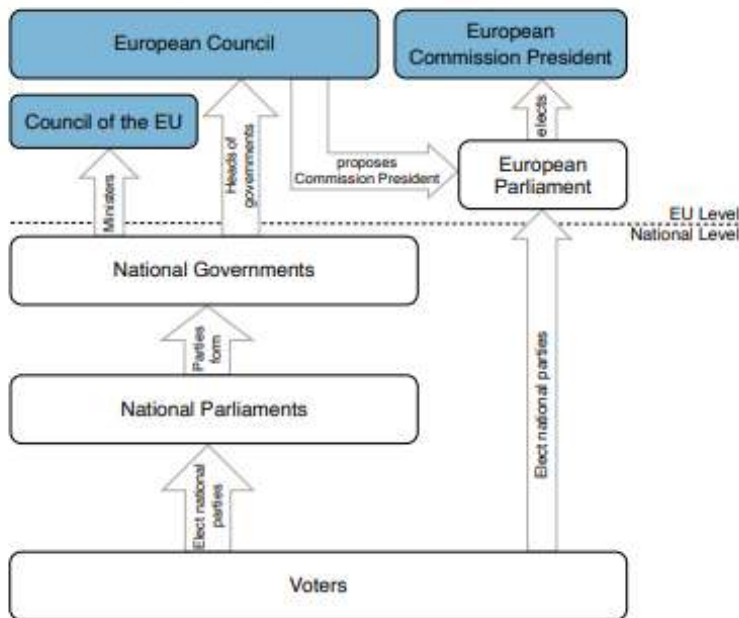 European Council
European
Commission President
Council of the EU
Ministers
Heads of
governments
proposes
Commission President
elects
European
Parliament
EU Level
National Level
National Governments
Parties
form
National Parliaments
Elect national
parties
Elect national parties
Voters